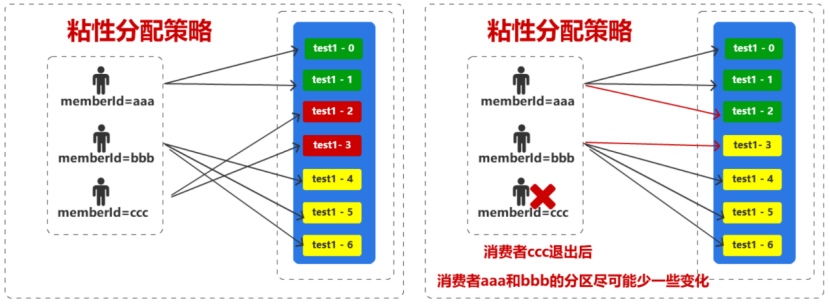 粘性分配策略
memberId=aaa
memberId=bbb
memberId=ccc
test1 - 0
test1 - 1
test1 - 2
test1- 3
test1 - 4
test1 - 5
test1 - 6
粘性分配策略
memberId=aaa
memberId=bbb
memberId=ccc
test1 - 0
test1 - 1
test1 - 2
test1- 3
test1 - 4
test1 - 5
test1 - 6
消费者ccc退出后
消费者aaa和bbb的分区尽可能少一些变化